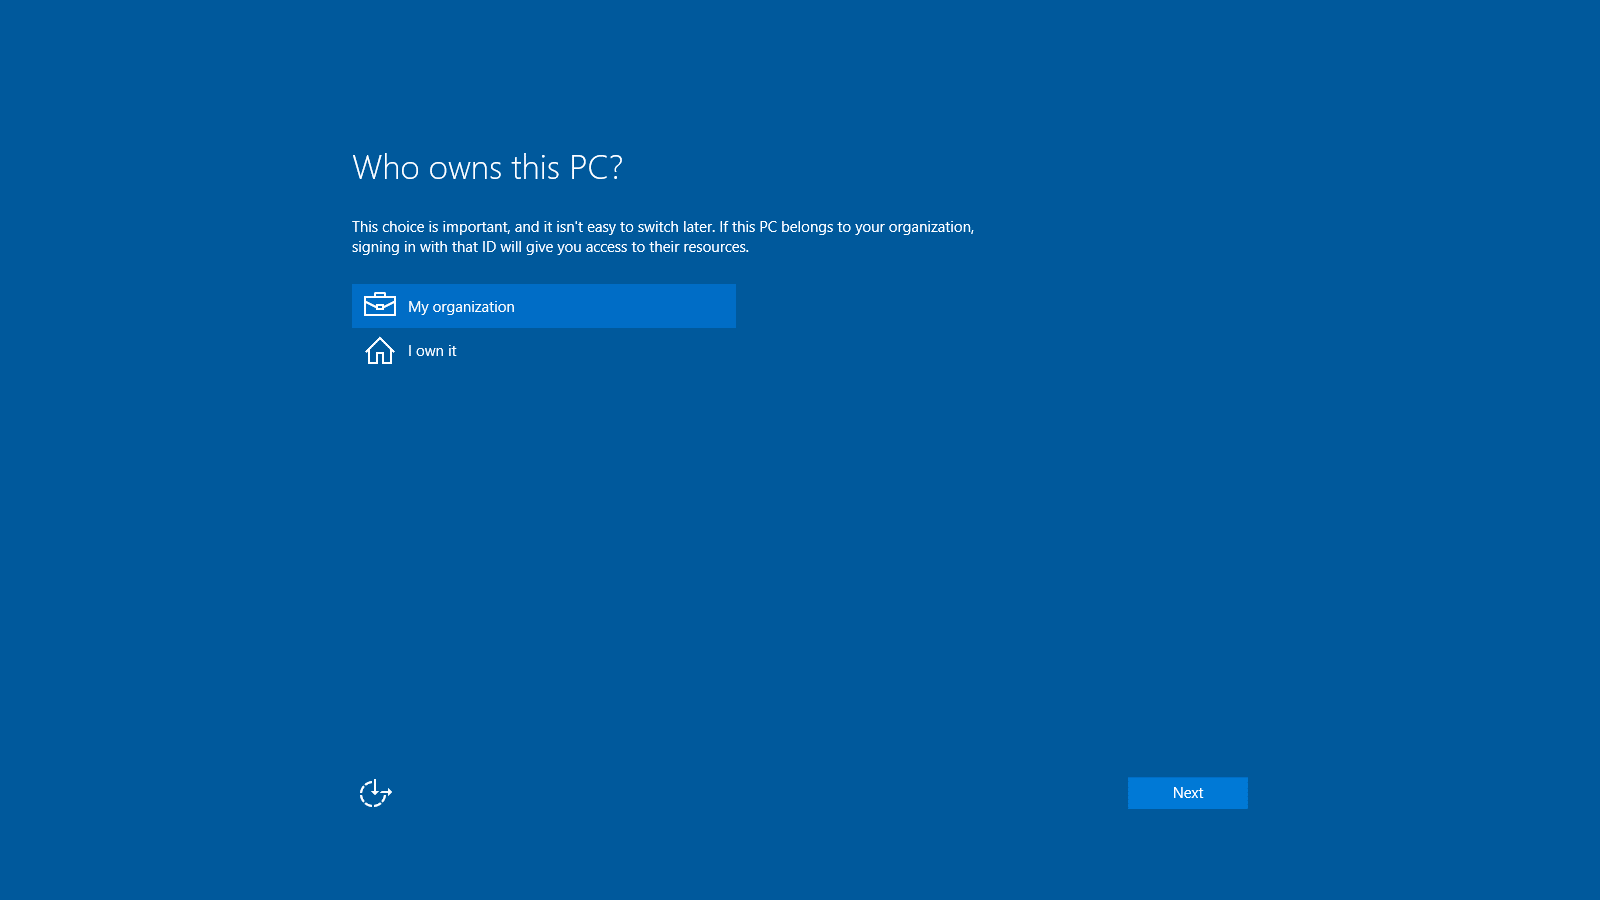 Who owns this PC?
This choice is important, and it isn't easy to switch later. If this PC belongs to your organization,
signing in with that ID will give you access to their resources.
My organization
I own it
Next